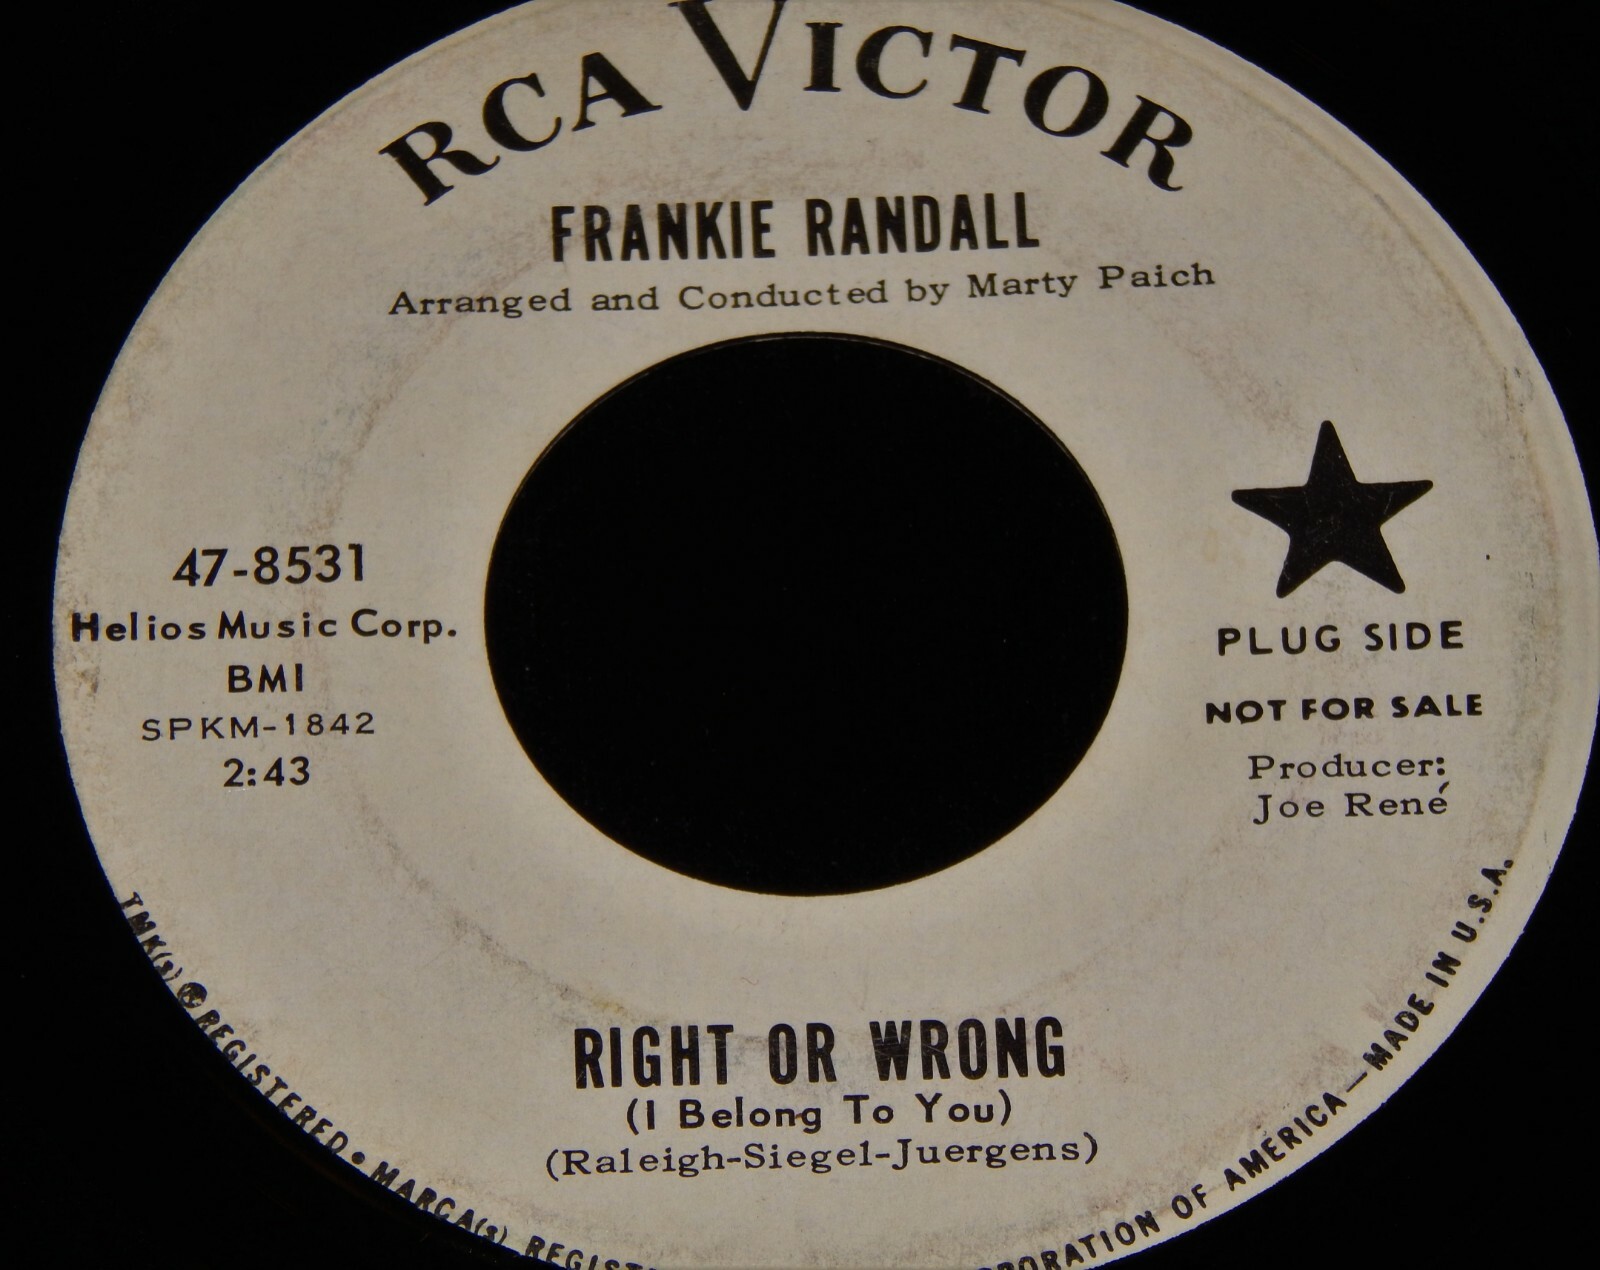 RCA VICTOR
FRANKIE RANDALL
Arranged and Conducted by Marty Paich
47-8531
Helios Music Corp.
BMI
SPKM-1842
2:43
PLUG SIDE
NOT FOR SALE
Producer:
Joe René
RIGHT OR WRONG
(I Belong To You)
(Raleigh-Siegel-Juergens)
TMK(s) ® REGISTERED • MARCA(s) OF AMERICA—MADE IN U.S.A.